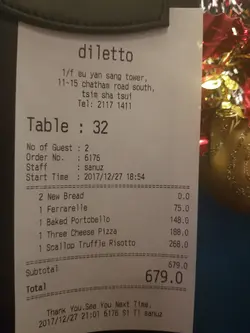 diletto
1/f au yan sang tower,
11-15 chatham road south,
tsim sha tsui
Tel: 2117 1411
Table : 32
No of Guest : 2
Order No. : 6176
Staff : sanuz
Start Time : 2017/12/27 18:54
2 New Bread 0.0
1 Ferrarelle 75.0
1 Baked Portobello 148.0
1 Three Cheese Pizza 188.0
1 Scallop Truffle Risotto 268.0
Subtotal 679.0
Total 679.0
Thank You.See You Next Time.
2017/12/27 21:01 6176 01 T1 sanuz